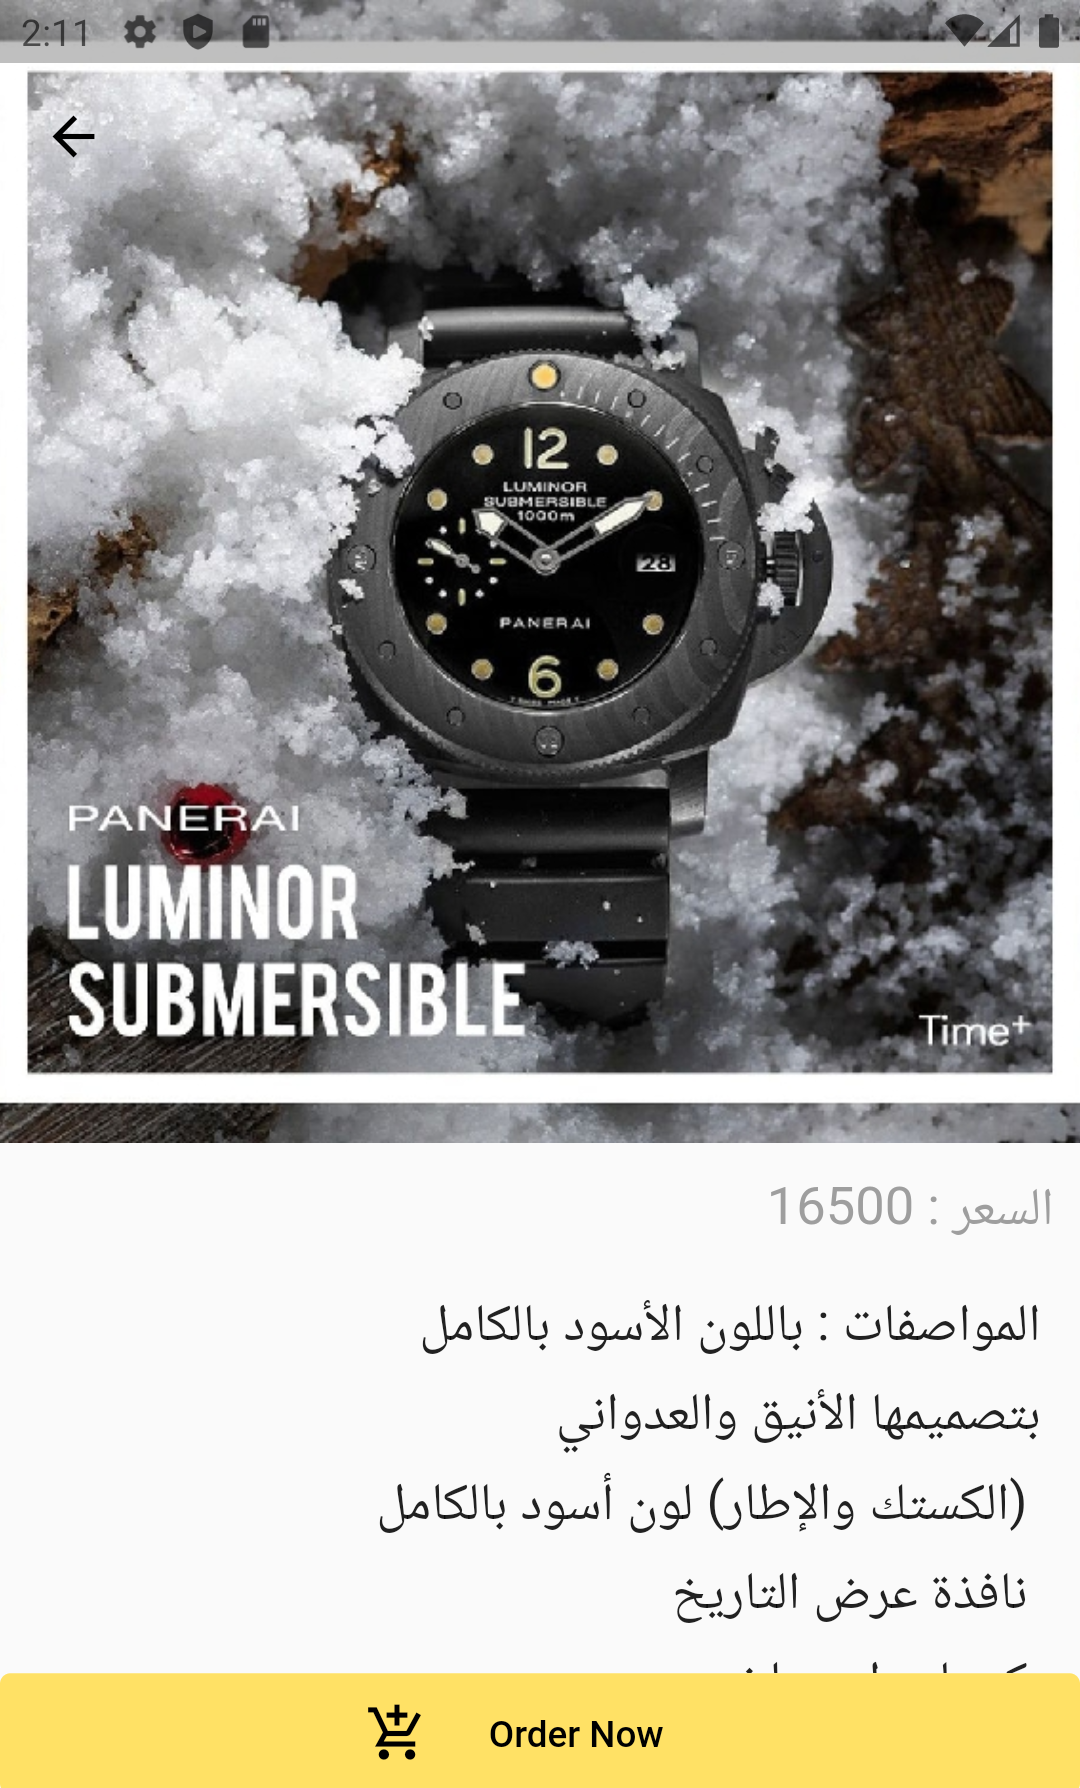 2:11
12
LUMINOR
SUBMERSIBLE
1000m
28
PANERAI
6
PANERAI
LUMINOR
SUBMERSIBLE
Time+
السعر : 16500
المواصفات : باللون الأسود بالكامل
بتصميمها الأنيق والعدواني
(الكستك والإطار) لون أسود بالكامل
نافذة عرض التاريخ
Order Now